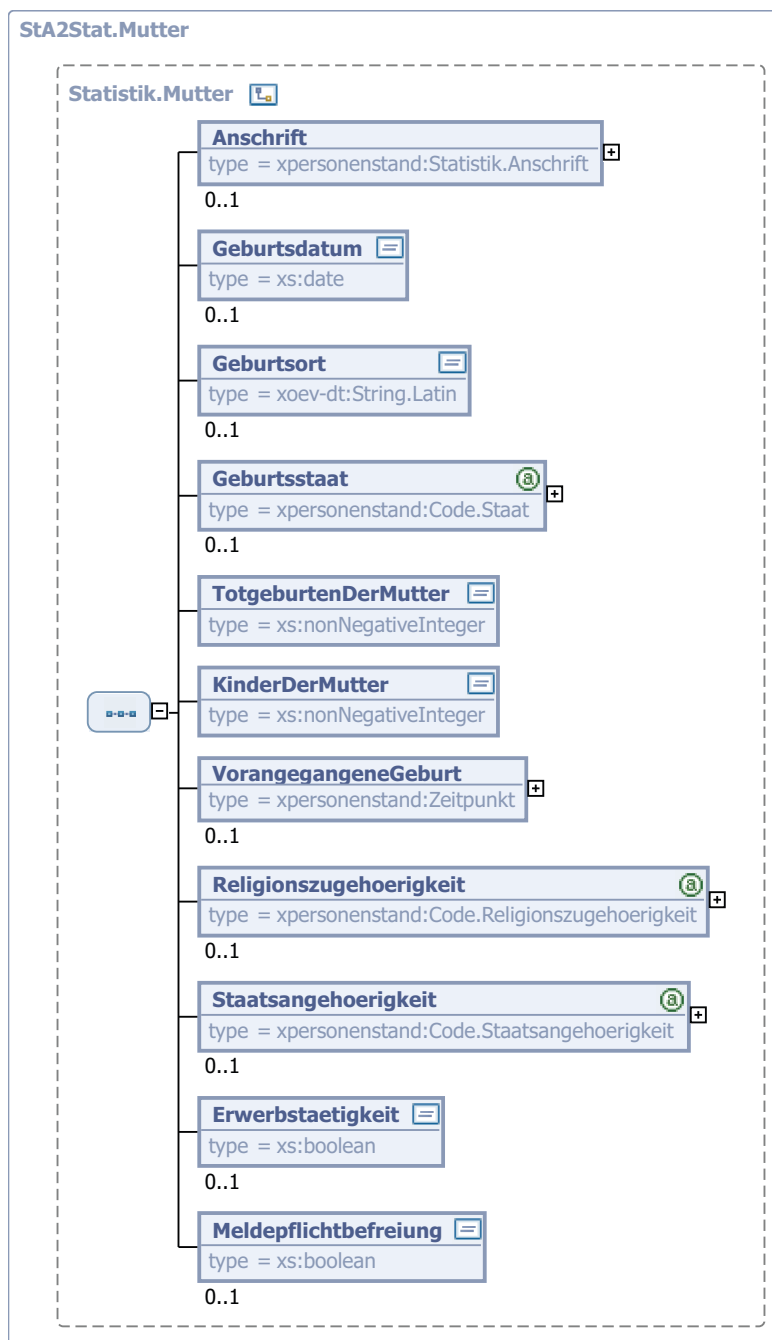 StA2Stat.Mutter
Statistik.Mutter
Anschrift
type = xpersonenstand:Statistik.Anschrift
0..1
Geburtsdatum
type = xs:date
0..1
Geburtsort
type = xoev-dt:String.Latin
0..1
Geburtsstaat
type = xpersonenstand:Code.Staat
0..1
TotgeburtenDerMutter
type = xs:nonNegativeInteger
KinderDerMutter
type = xs:nonNegativeInteger
VorangegangeneGeburt
type = xpersonenstand:Zeitpunkt
0..1
Religionszugehoerigkeit
type = xpersonenstand:Code.Religionszugehoerigkeit
0..1
Staatsangehoerigkeit
type = xpersonenstand:Code.Staatsangehoerigkeit
0..1
Erwerbstaetigkeit
type = xs:boolean
0..1
Meldepflichtbefreiung
type = xs:boolean
0..1